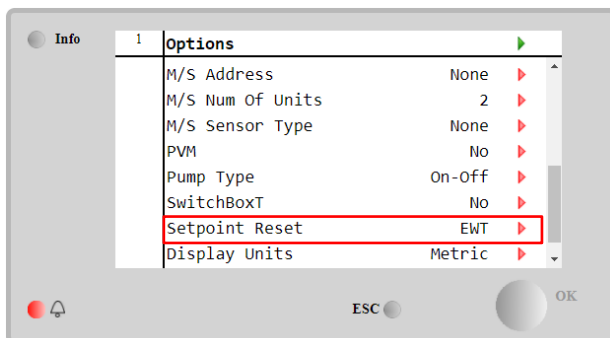 Info
1 Options
M/S Address None
M/S Num Of Units 2
M/S Sensor Type None
PVM No
Pump Type On-Off
SwitchBoxT No
Setpoint Reset EWT
Display Units Metric
ESC
OK